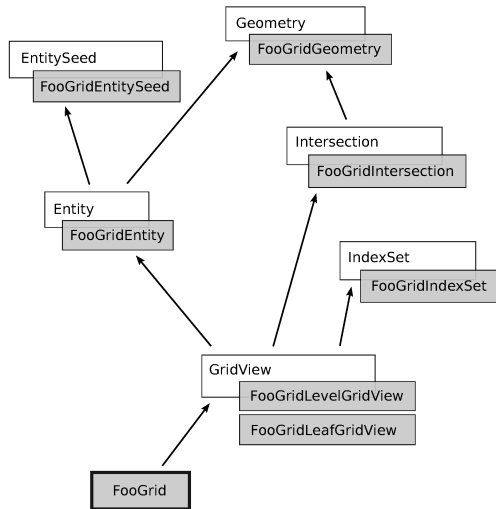 Geometry
FooGridGeometry
EntitySeed
FooGridEntitySeed
Intersection
FooGridIntersection
Entity
FooGridEntity
IndexSet
FooGridIndexSet
GridView
FooGridLevelGridView
FooGridLeafGridView
FooGrid